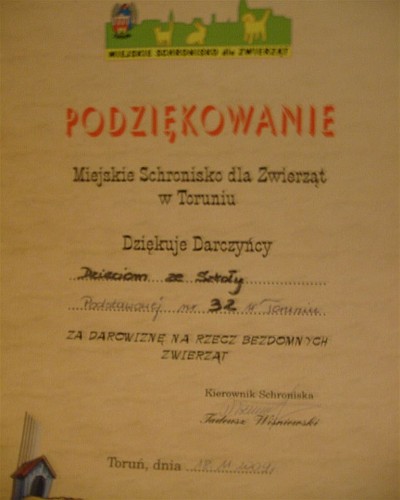 MIEJSKIE SCHRONISKO dla ZWIERZĄT
PODZIĘKOWANIE
Miejskie Schronisko dla Zwierząt
w Toruniu
Dziękuje Darczyńcy
Dzieciom ze Szkoły
Podstawowej nr 32 w Toruniu
ZA DAROWIZNĘ NA RZECZ BEZDOMNYCH
ZWIERZĄT
Kierownik Schroniska
Tadeusz Wiśniewski
Toruń, dnia